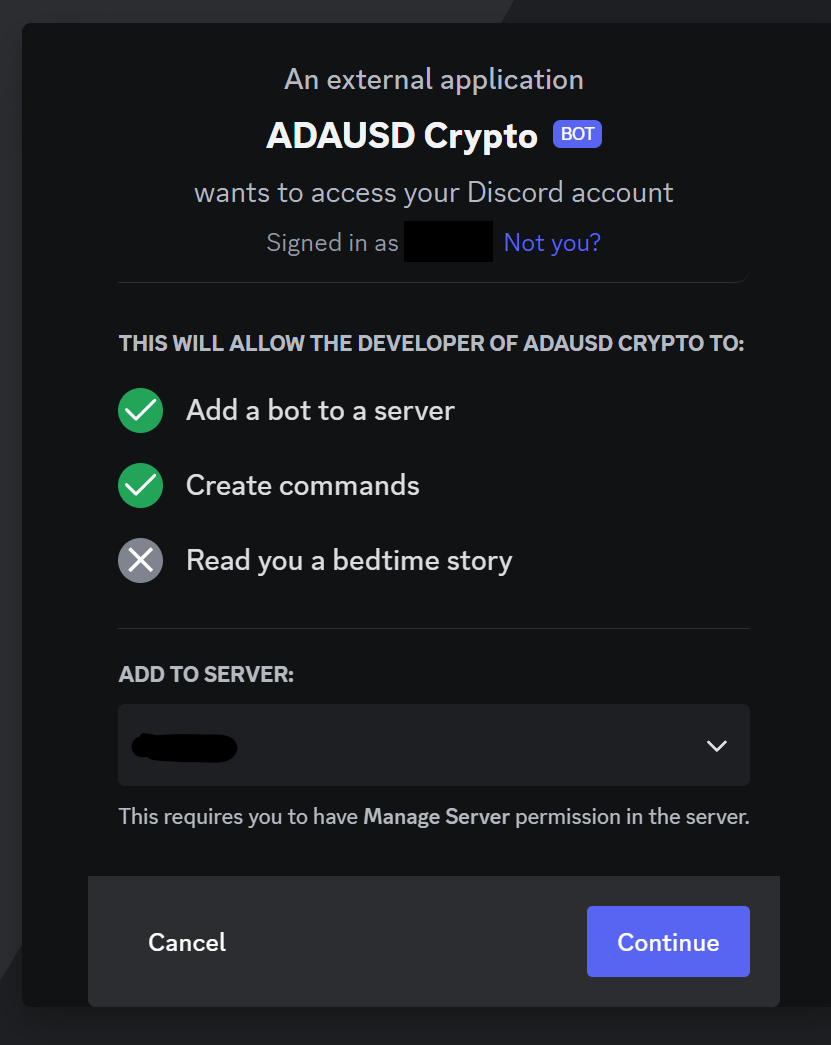 An external application
ADAUSD Crypto BOT
wants to access your Discord account
Signed in as Not you?
THIS WILL ALLOW THE DEVELOPER OF ADAUSD CRYPTO TO:
Add a bot to a server
Create commands
Read you a bedtime story
ADD TO SERVER:
This requires you to have Manage Server permission in the server.
Cancel Continue